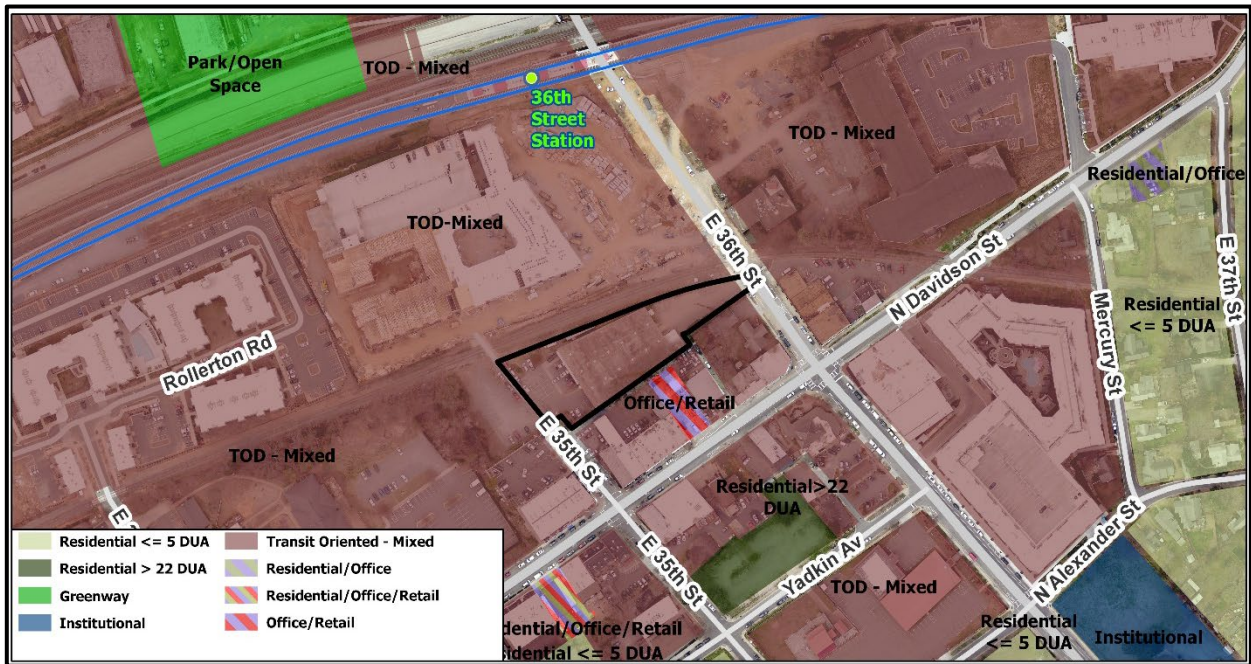 Park/Open
Space
TOD - Mixed
36th
Street
Station
TOD - Mixed
Residential/Office
TOD-Mixed
E 36th St
N Davidson St
E 37th St
Mercury St
Residential
<= 5 DUA
Rollerton Rd
Office/Retail
TOD - Mixed
E 35th St
Residential>22
DUA
N Alexander St
E 35th St
Yadkin Av
TOD - Mixed
Residential
<= 5 DUA
Institutional
dential/Office/Retail
sidential <= 5 DUA
Residential <= 5 DUA
Residential > 22 DUA
Greenway
Institutional
Transit Oriented - Mixed
Residential/Office
Residential/Office/Retail
Office/Retail